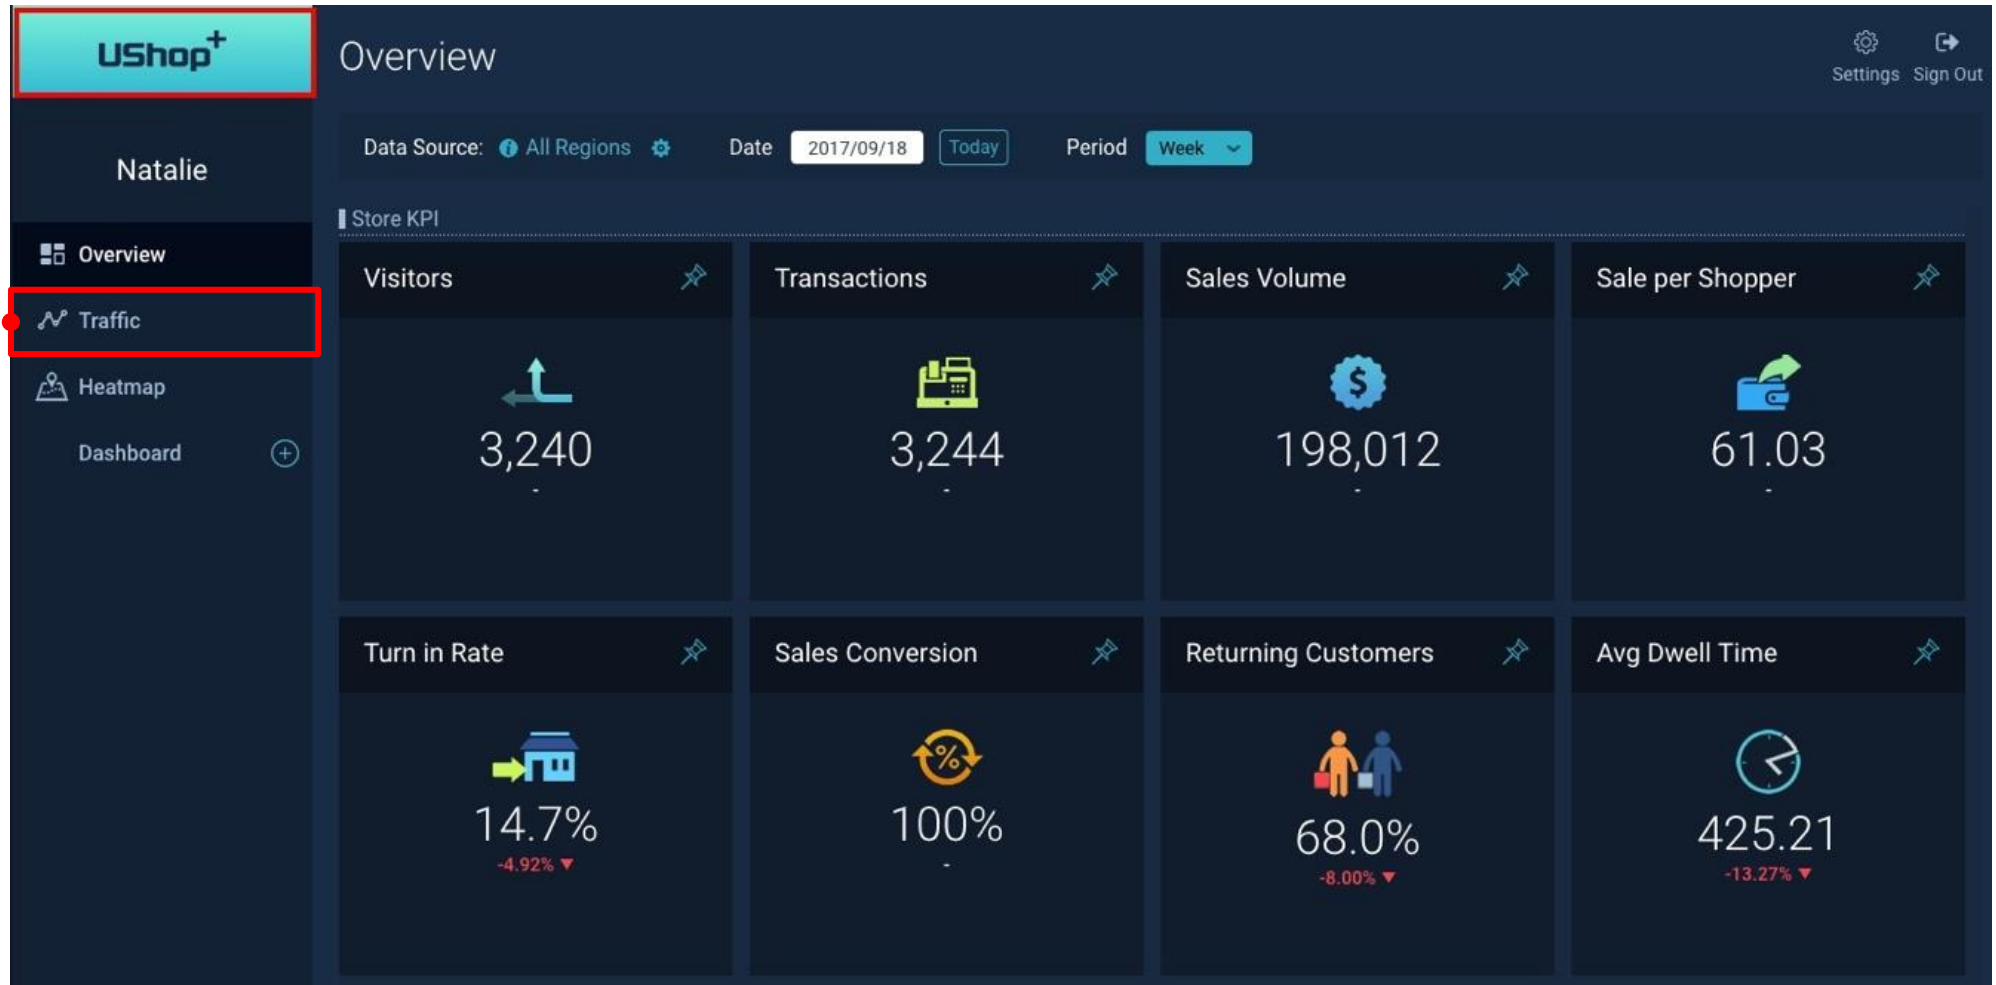 UShop+
Overview
Settings
Sign Out
Natalie
Data Source: All Regions
Date 2017/09/18 Today
Period Week
Overview
Traffic
Heatmap
Dashboard
Store KPI
Visitors
3,240
-
Transactions
3,244
-
Sales Volume
$
198,012
-
Sale per Shopper
61.03
-
Turn in Rate
14.7%
-4.92% ▼
Sales Conversion
%
100%
-
Returning Customers
68.0%
-8.00% ▼
Avg Dwell Time
425.21
-13.27% ▼